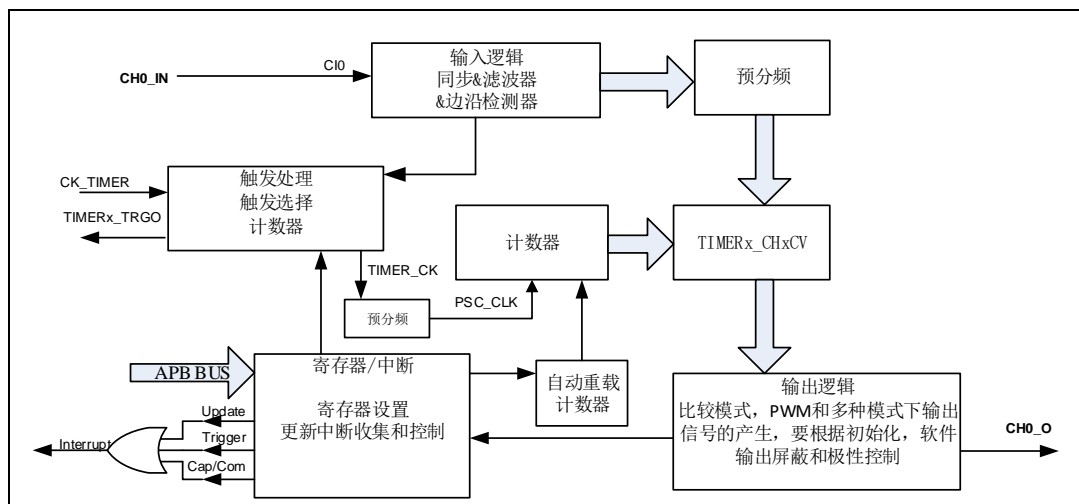 CH0_IN
CI0
输入逻辑
同步&滤波器
&边沿检测器
预分频
CK_TIMER
TIMERx_TRGO
触发处理
触发选择
计数器
TIMER_CK
预分频
PSC_CLK
计数器
TIMERx_CHxCV
APB BUS
寄存器/中断
寄存器设置
更新中断收集和控制
自动重载
计数器
输出逻辑
比较模式，PWM和多种模式下输出
信号的产生，要根据初始化，软件
输出屏蔽和极性控制
CH0_O
Update
Trigger
Cap/Com
Interrupt